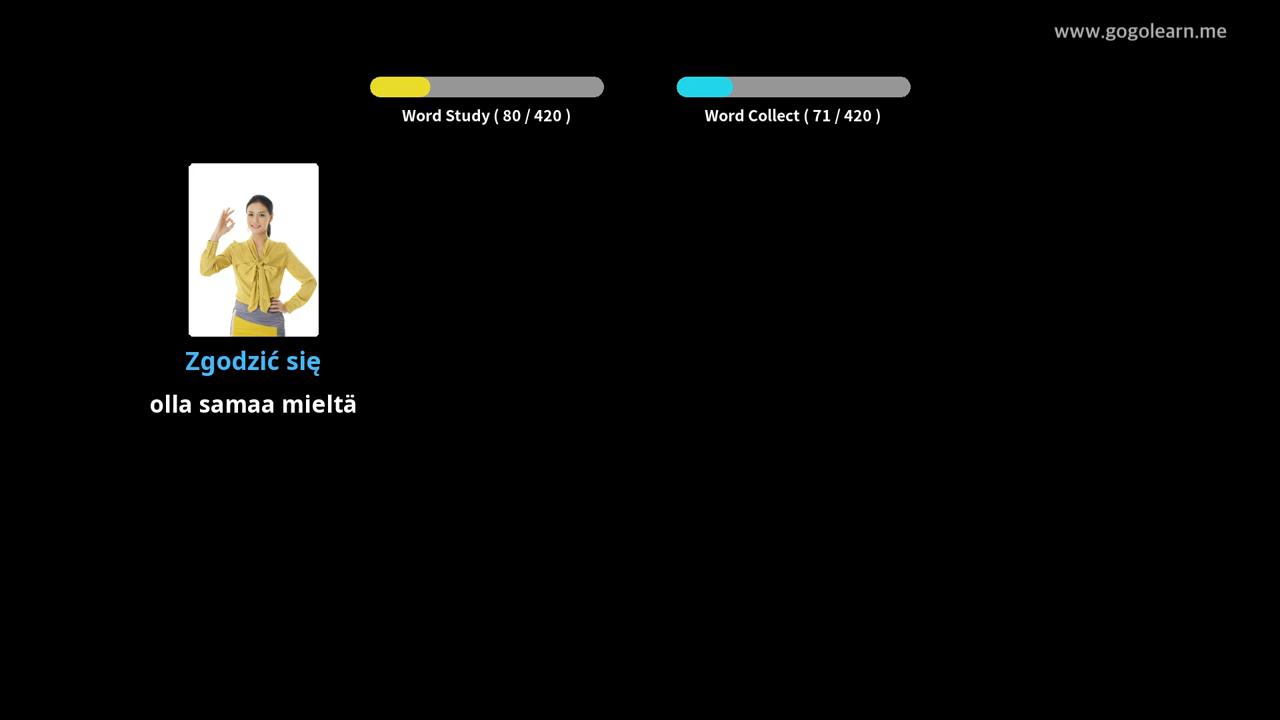 www.gogolearn.me
Word Study ( 80 / 420 )
Word Collect ( 71 / 420 )
Zgodzić się
olla samaa mieltä